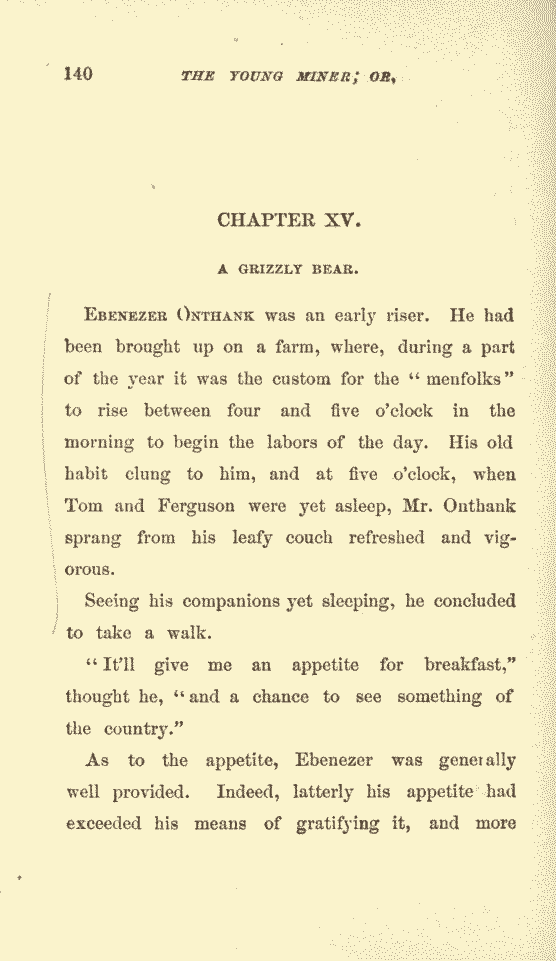 140 THE YOUNG MINER; OR,
CHAPTER XV.
A GRIZZLY BEAR.
EBENEZER ONTHANK was an early riser. He had
been brought up on a farm, where, during a part
of the year it was the custom for the “menfolks”
to rise between four and five o’clock in the
morning to begin the labors of the day. His old
habit clung to him, and at five o’clock, when
Tom and Ferguson were yet asleep, Mr. Onthank
sprang from his leafy couch refreshed and vig-
orous.
Seeing his companions yet sleeping, he concluded
to take a walk.
“It’ll give me an appetite for breakfast,”
thought he, “and a chance to see something of
the country.”
As to the appetite, Ebenezer was generally
well provided. Indeed, latterly his appetite had
exceeded his means of gratifying it, and more